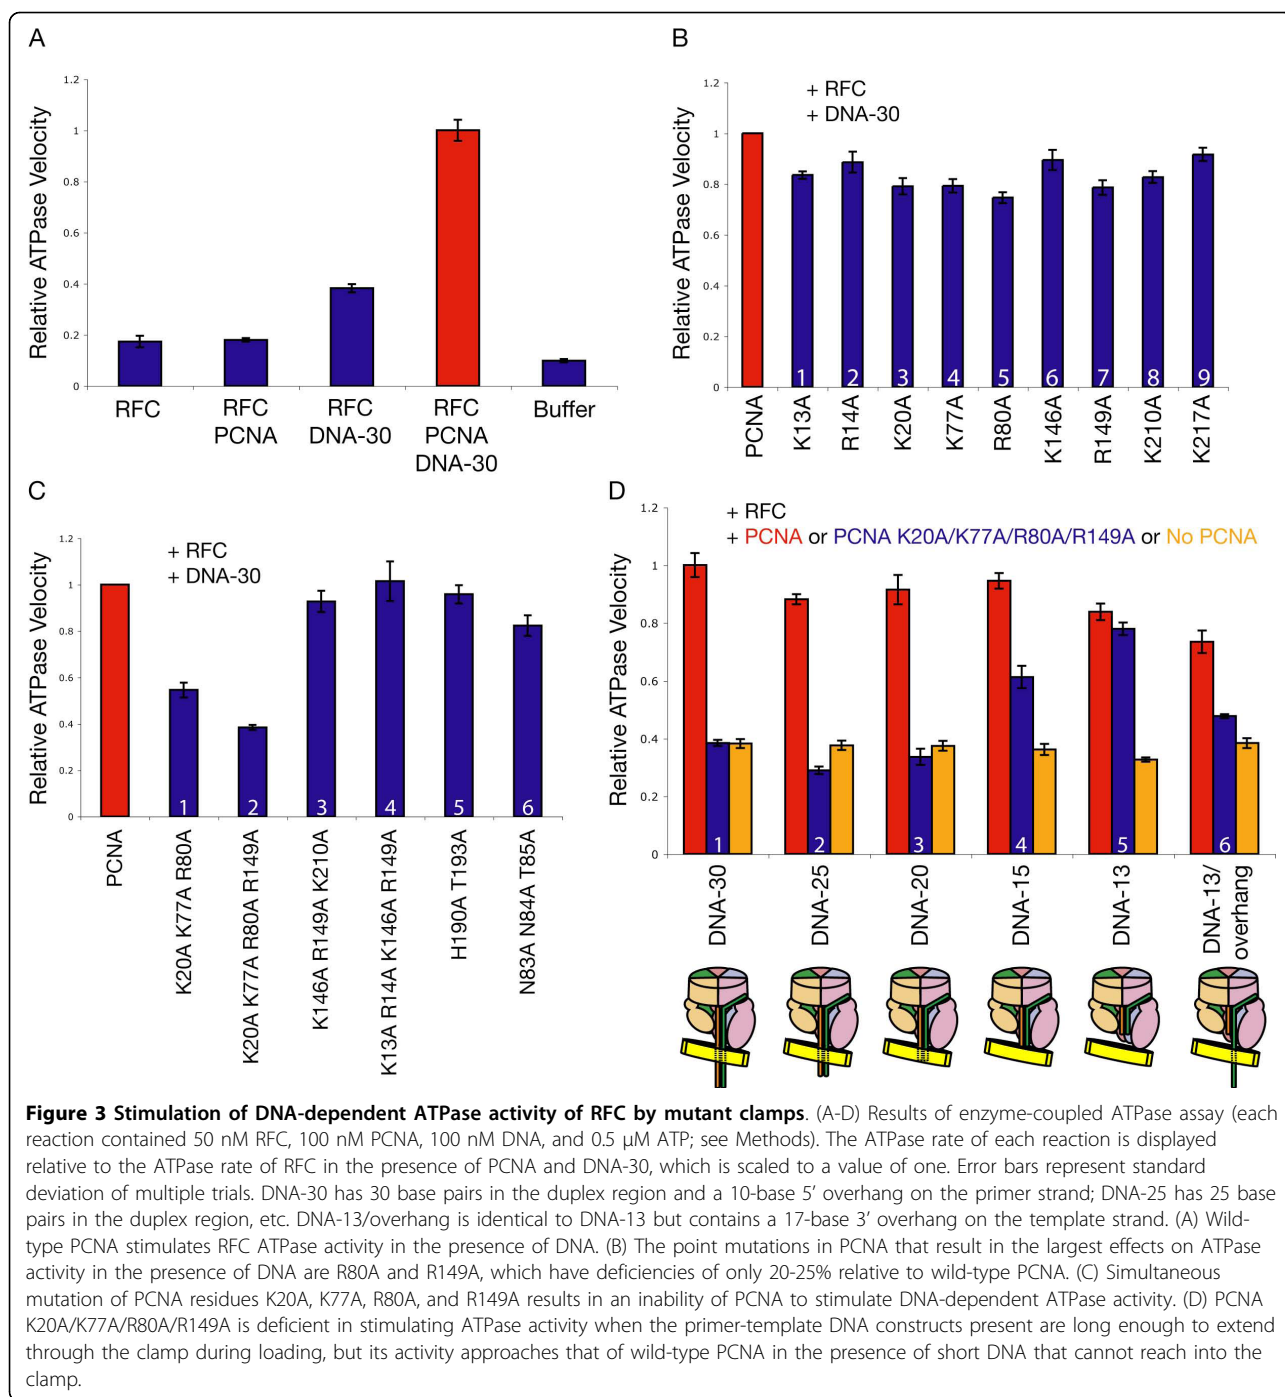 A
Relative ATPase Velocity
1.2
1
0.8
0.6
0.4
0.2
0
RFC
RFC
PCNA
RFC
DNA-30
RFC
PCNA
DNA-30
Buffer
B
+ RFC
+ DNA-30
Relative ATPase Velocity
1.2
1
0.8
0.6
0.4
0.2
0
1
2
3
4
5
6
7
8
9
PCNA
K13A
R14A
K20A
K77A
R80A
K146A
R149A
K210A
K217A
C
+ RFC
+ DNA-30
Relative ATPase Velocity
1.2
1
0.8
0.6
0.4
0.2
0
1
2
3
4
5
6
PCNA
K20A K77A R80A
K20A K77A R80A R149A
K146A R149A K210A
K13A R14A K146A R149A
H190A T193A
N83A N84A T85A
D
+ RFC
+ PCNA or PCNA K20A/K77A/R80A/R149A or No PCNA
Relative ATPase Velocity
1.2
1
0.8
0.6
0.4
0.2
0
1
2
3
4
5
6
DNA-30
DNA-25
DNA-20
DNA-15
DNA-13
DNA-13/
overhang
Figure 3 Stimulation of DNA-dependent ATPase activity of RFC by mutant clamps. (A-D) Results of enzyme-coupled ATPase assay (each
reaction contained 50 nM RFC, 100 nM PCNA, 100 nM DNA, and 0.5 μM ATP; see Methods). The ATPase rate of each reaction is displayed
relative to the ATPase rate of RFC in the presence of PCNA and DNA-30, which is scaled to a value of one. Error bars represent standard
deviation of multiple trials. DNA-30 has 30 base pairs in the duplex region and a 10-base 5' overhang on the primer strand; DNA-25 has 25 base
pairs in the duplex region, etc. DNA-13/overhang is identical to DNA-13 but contains a 17-base 3' overhang on the template strand. (A) Wild-
type PCNA stimulates RFC ATPase activity in the presence of DNA. (B) The point mutations in PCNA that result in the largest effects on ATPase
activity in the presence of DNA are R80A and R149A, which have deficiencies of only 20-25% relative to wild-type PCNA. (C) Simultaneous
mutation of PCNA residues K20A, K77A, R80A, and R149A results in an inability of PCNA to stimulate DNA-dependent ATPase activity. (D) PCNA
K20A/K77A/R80A/R149A is deficient in stimulating ATPase activity when the primer-template DNA constructs present are long enough to extend
through the clamp during loading, but its activity approaches that of wild-type PCNA in the presence of short DNA that cannot reach into the
clamp.